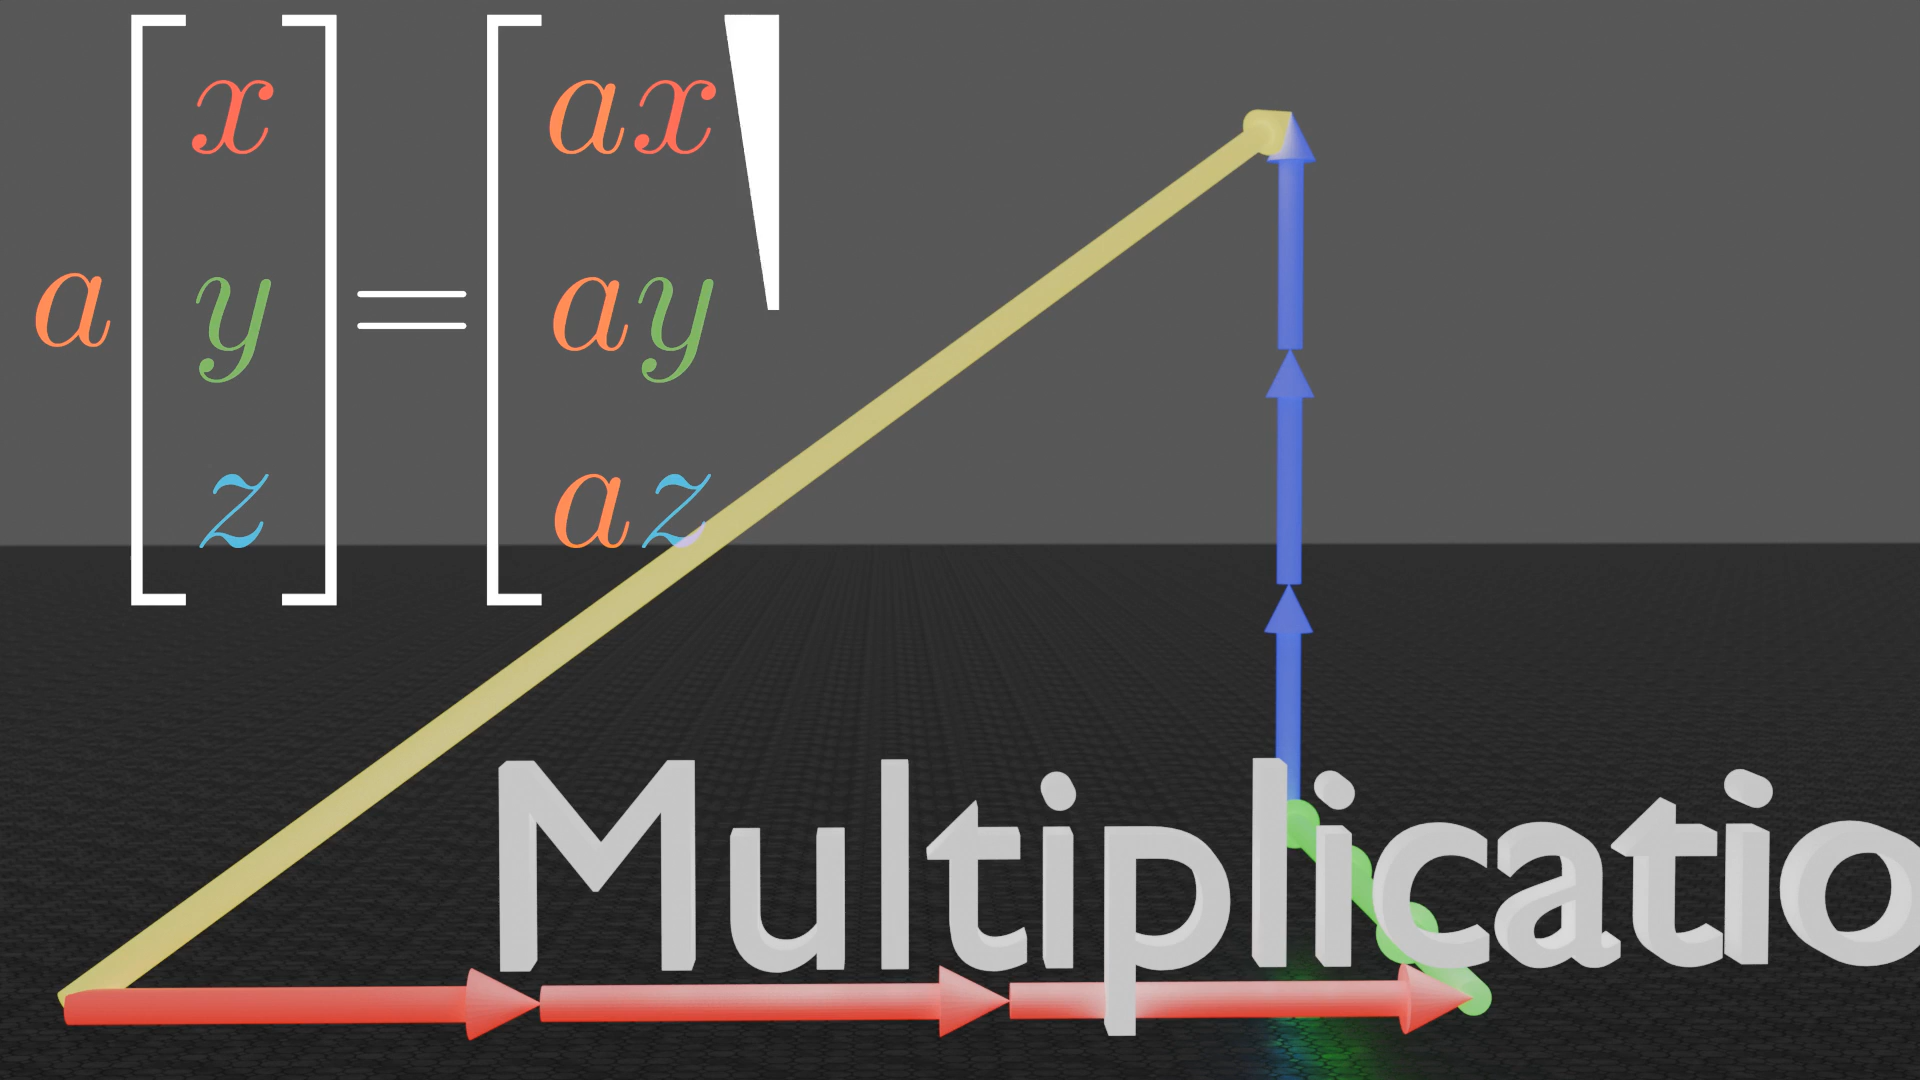 a [x y z] = [ax ay az
Multiplicatio